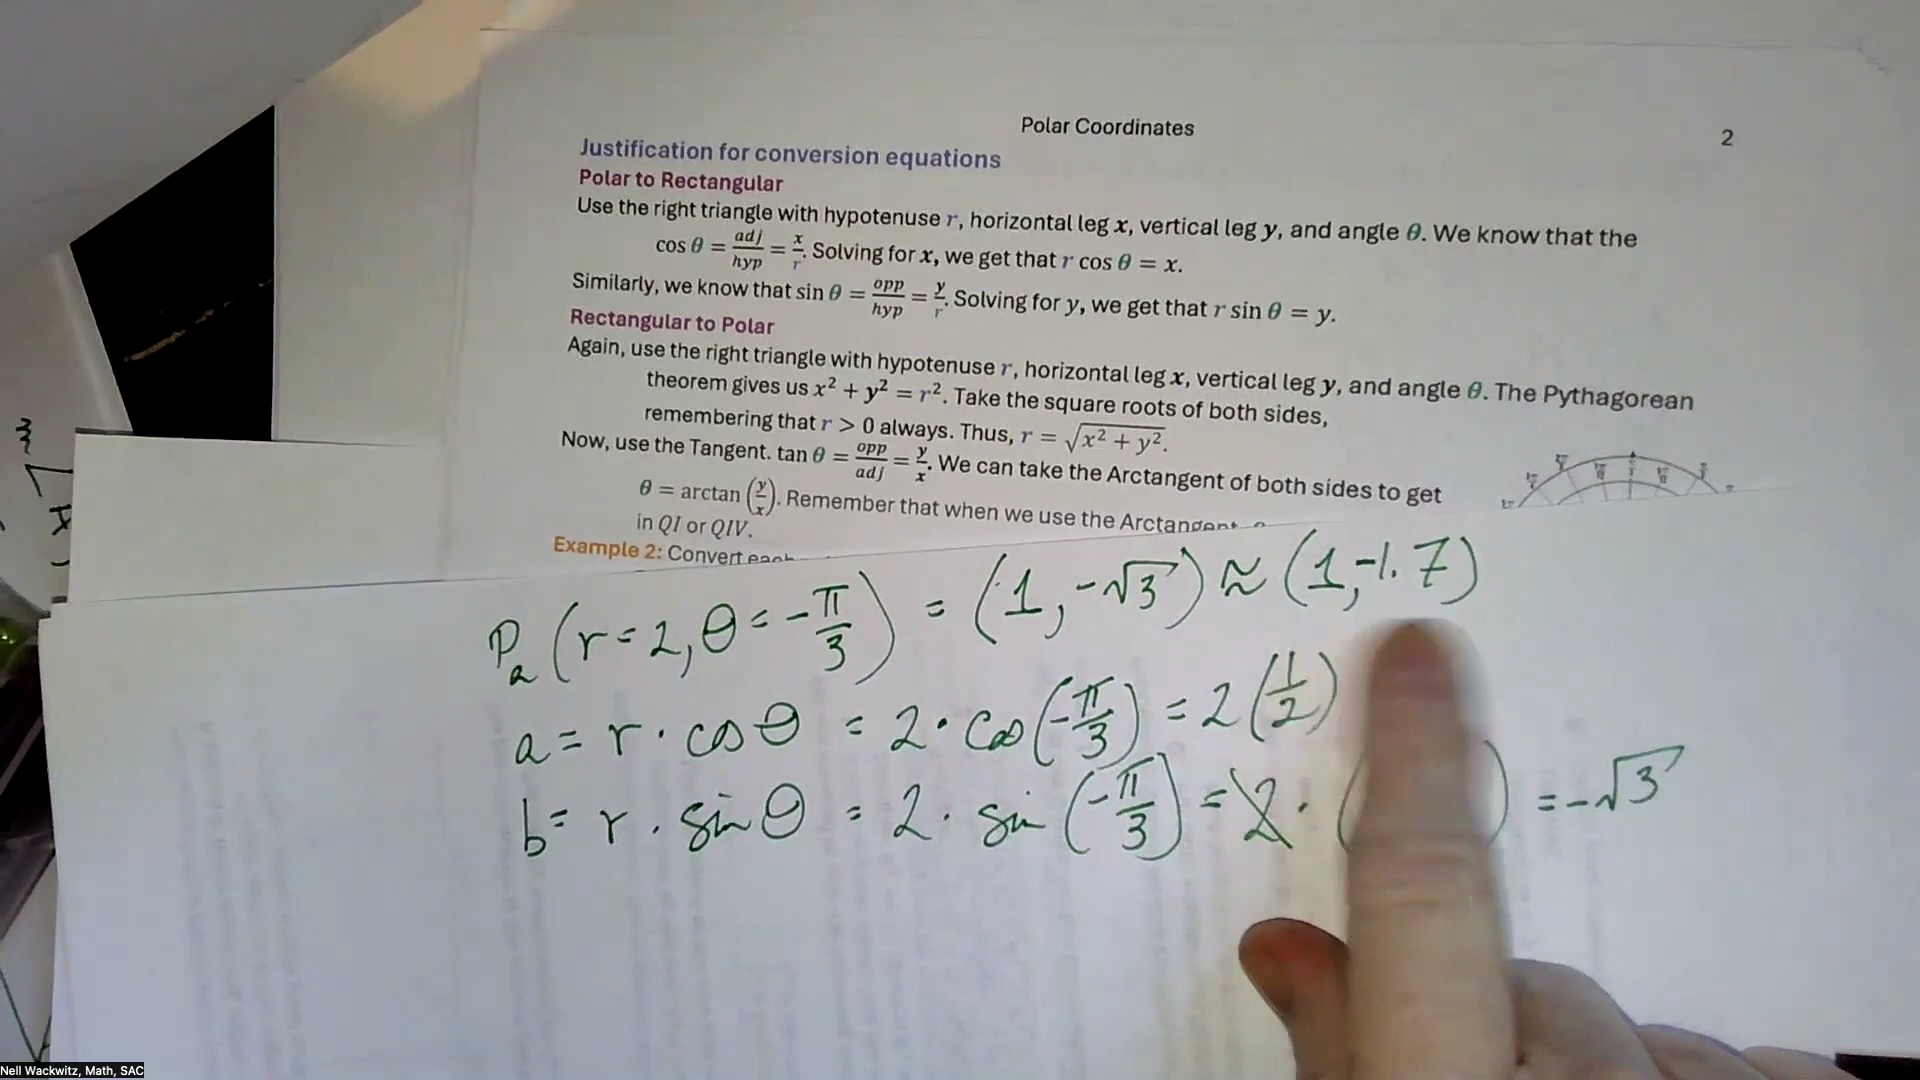 Polar Coordinates
2
Justification for conversion equations
Polar to Rectangular
Use the right triangle with hypotenuse r, horizontal leg x, vertical leg y, and angle θ. We know that the
cos θ = adj/hyp = x/r. Solving for x, we get that r cos θ = x.
Similarly, we know that sin θ = opp/hyp = y/r. Solving for y, we get that r sin θ = y.
Rectangular to Polar
Again, use the right triangle with hypotenuse r, horizontal leg x, vertical leg y, and angle θ. The Pythagorean
theorem gives us x² + y² = r². Take the square roots of both sides,
remembering that r > 0 always. Thus, r = √(x² + y²).
Now, use the Tangent. tan θ = opp/adj = y/x. We can take the Arctangent of both sides to get
θ = arctan (y/x). Remember that when we use the Arctangent,
in QI or QIV.
Example 2: Convert each
P_a (r=2, θ=-π/3) = (1, -√3) ≈ (1, -1.7)
a = r · cos θ = 2 · cos(-π/3) = 2(1/2)
b = r · sin θ = 2 · sin(-π/3) = 2 · ( ) = -√3
Nell Wackwitz, Math, SAC